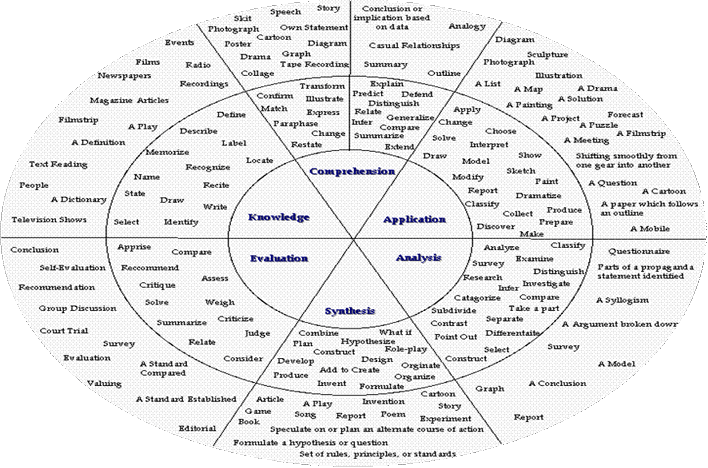 Comprehension
Knowledge
Application
Evaluation
Analysis
Synthesis
Define
Describe
Label
Memorize
Recognize
Locate
Name
Recite
State
Draw
Write
Select
Identify
Transform
Confirm
Illustrate
Match
Express
Paraphase
Change
Restate
Explain
Predict
Defend
Distinguish
Relate
Generalize
Infer
Compare
Summarize
Extend
Apply
Change
Choose
Solve
Interpret
Draw
Show
Model
Sketch
Modify
Paint
Report
Dramatize
Classify
Collect
Produce
Prepare
Discover
Make
Analyze
Classify
Survey
Examine
Distinguish
Research
Investigate
Infer
Catagorize
Compare
Take a part
Subdivide
Separate
Contrast
Differentaite
Point Out
Select
Construct
Combine
What if
Plan
Hypothesize
Construct
Role-play
Develop
Design
Orginate
Add to Create
Produce
Organize
Invent
Formulate
Apprise
Compare
Reccommend
Critique
Assess
Solve
Weigh
Summarize
Criticize
Relate
Judge
Consider
Events
Films
Radio
Newspapers
Recordings
Magazine Articles
Filmstrip
A Play
A Definition
Text Reading
People
A Dictionary
Television Shows
Skit
Speech
Story
Photograph
Own Statement
Cartoon
Poster
Diagram
Drama
Graph
Tape Recording
Collage
Conclusion or
implication based
on data
Analogy
Casual Relationships
Summary
Outline
Diagram
Sculpture
Photograph
Illustration
A List
A Map
A Drama
A Solution
A Painting
Forecast
A Project
A Puzzle
A Filmstrip
A Meeting
Shifting smoothly from
one gear into another
A Question
A Cartoon
A paper which follows
an outline
A Mobile
Questionnaire
Parts of a propaganda
statement identified
A Syllogism
A Argument broken down
Survey
A Model
A Conclusion
Graph
Report
Article
A Play
Invention
Cartoon
Story
Game
Song
Report
Poem
Experiment
Book
Speculate on or plan an alternate course of action
Formulate a hypothesis or question
Set of rules, principles, or standards
Conclusion
Self-Evaluation
Recommendation
Group Discussion
Court Trial
Survey
Evaluation
A Standard
Compared
Valuing
A Standard Established
Editorial